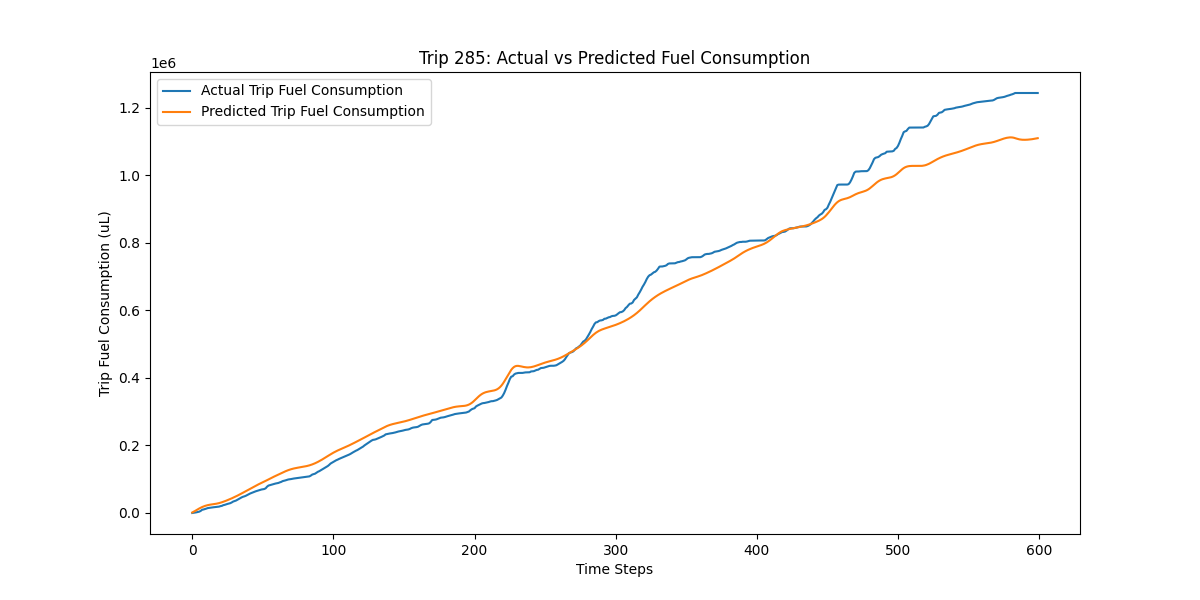 Trip 285: Actual vs Predicted Fuel Consumption
1e6
Actual Trip Fuel Consumption
Predicted Trip Fuel Consumption
Trip Fuel Consumption (uL)
1.2
1.0
0.8
0.6
0.4
0.2
0.0
0 100 200 300 400 500 600
Time Steps